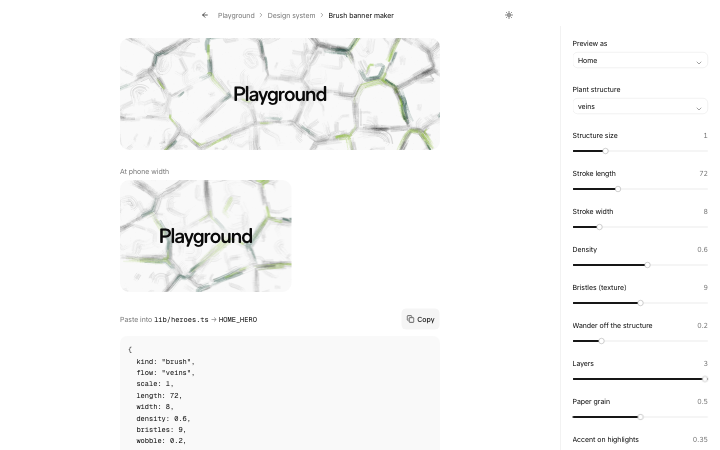 Playground > Design system > Brush banner maker
Playground
At phone width
Playground
Paste into lib/heroes.ts → HOME_HERO
Copy
{
kind: "brush",
flow: "veins",
scale: 1,
length: 72,
width: 8,
density: 0.6,
bristles: 9,
wobble: 0.2,
Preview as
Home
Plant structure
veins
Structure size 1
Stroke length 72
Stroke width 8
Density 0.6
Bristles (texture) 9
Wander off the structure 0.2
Layers 3
Paper grain 0.5
Accent on highlights 0.35